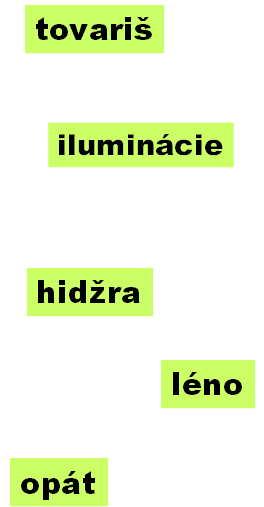 tovariš
iluminácie
hidžra
léno
opát